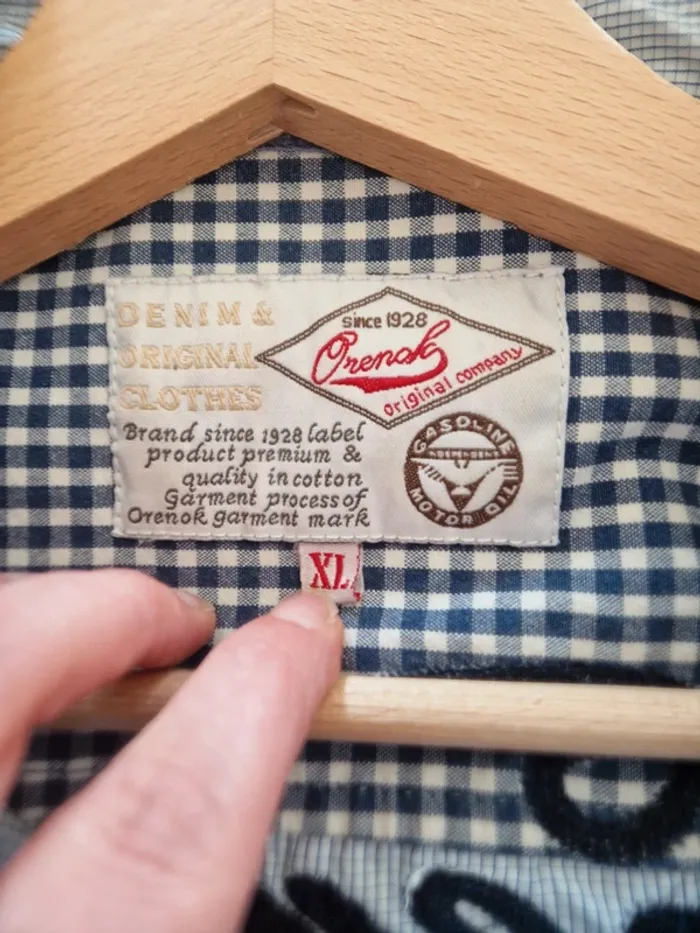 DENIM &
ORIGINAL
CLOTHES
since 1928
Orenok
original company
Brand since 1928 label
product premium &
quality in cotton
Garment process of
Orenok garment mark
GASOLINE
MOTOR OIL
XL